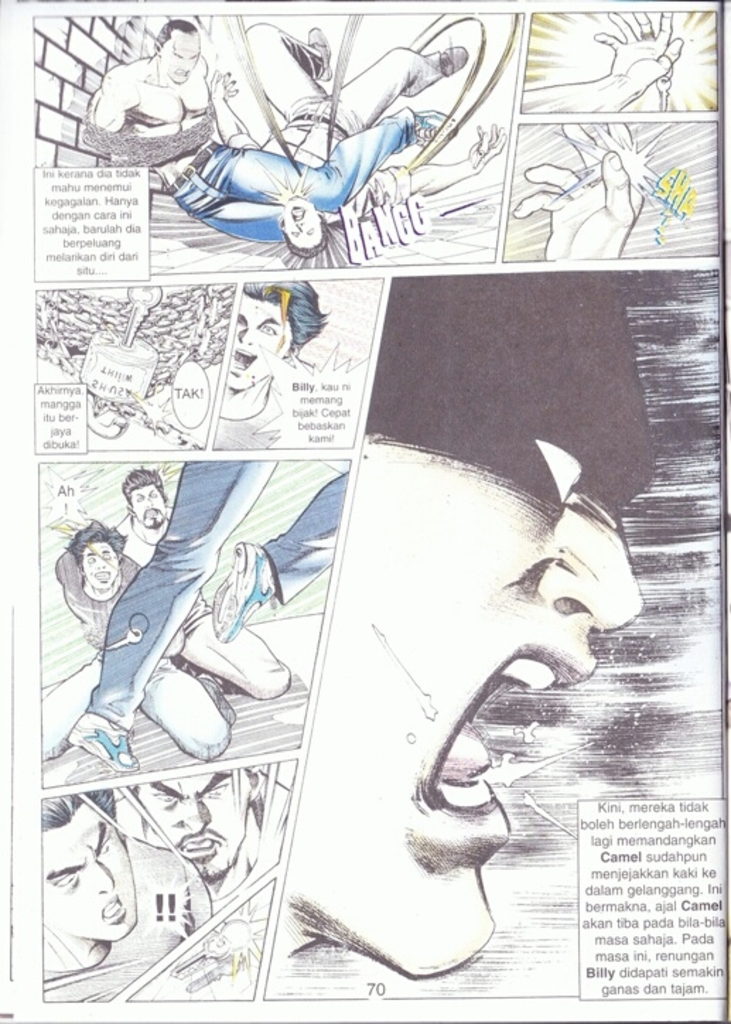 Ini kerana dia tidak
mahu menemui
kegagalan. Hanya
dengan cara ini
sahaja, barulah dia
berpeluang
melarikan diri dari
situ....
BANGG
Akhirnya,
mangga
itu ber-
jaya
dibuka!
TAK!
Billy, kau ni
memang
bijak! Cepat
bebaskan
kami!
Ah
!
!!
Kini, mereka tidak
boleh berlengah-lengah
lagi memandangkan
Camel sudahpun
menjejakkan kaki ke
dalam gelanggang. Ini
bermakna, ajal Camel
akan tiba pada bila-bila
masa sahaja. Pada
masa ini, renungan
Billy didapati semakin
ganas dan tajam.
70